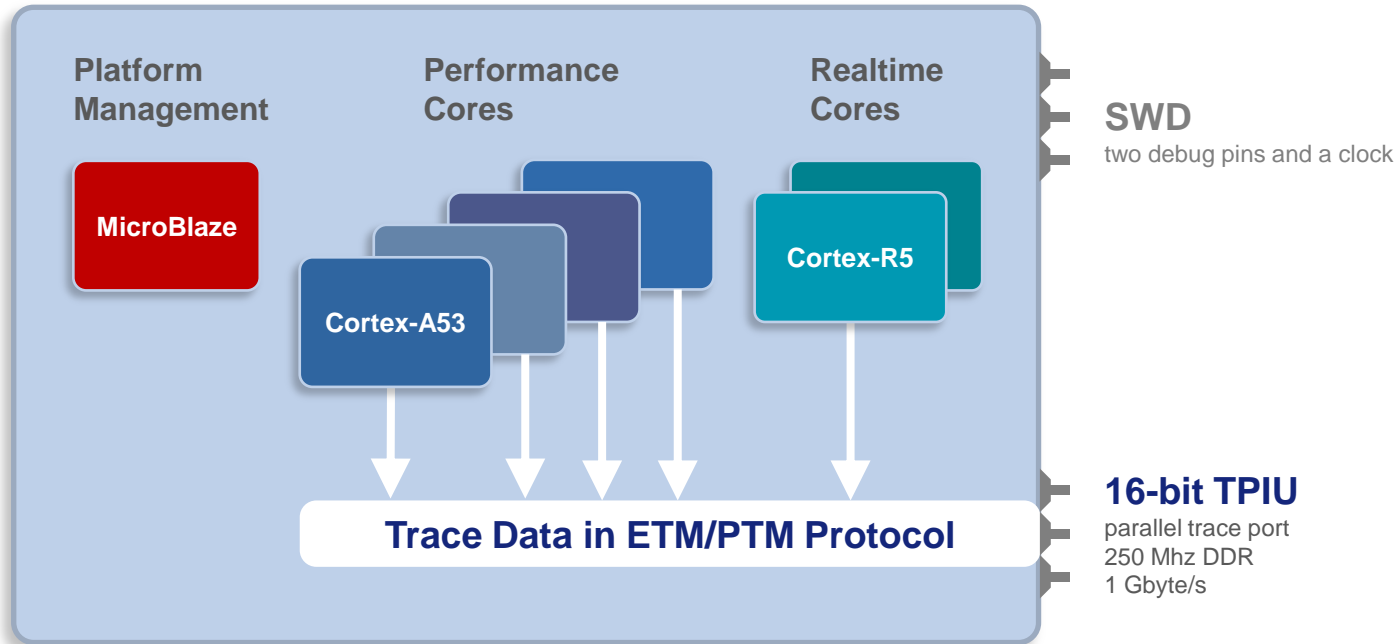 Platform
Management
Performance
Cores
Realtime
Cores
MicroBlaze
Cortex-A53
Cortex-R5
Trace Data in ETM/PTM Protocol
SWD
two debug pins and a clock
16-bit TPIU
parallel trace port
250 Mhz DDR
1 Gbyte/s